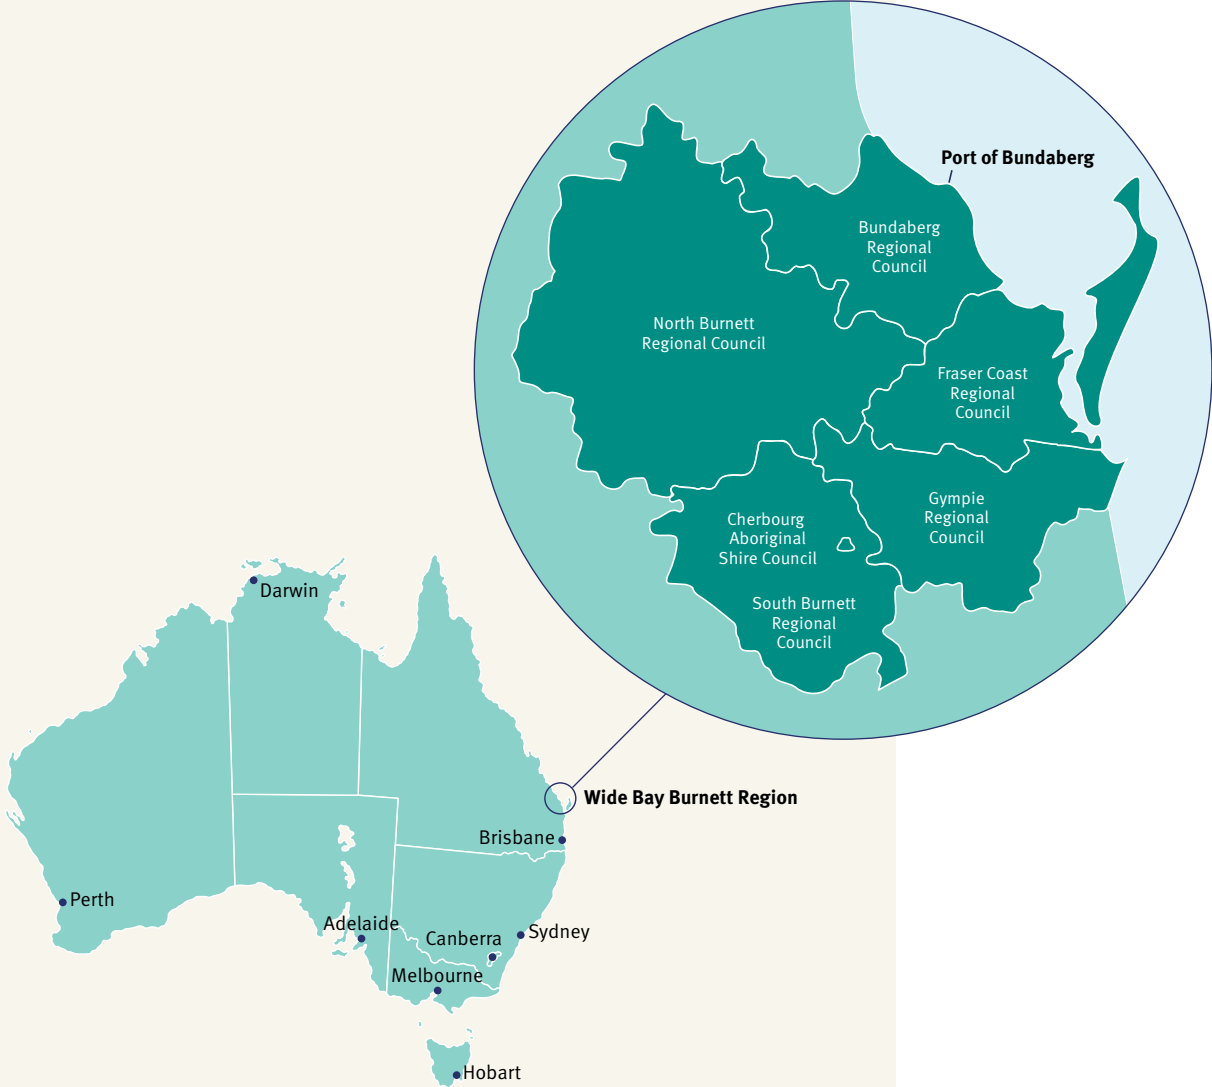 Port of Bundaberg
Bundaberg
Regional
Council
North Burnett
Regional Council
Fraser Coast
Regional
Council
Gympie
Regional
Council
Cherbourg
Aboriginal
Shire Council
South Burnett
Regional
Council
Darwin
Wide Bay Burnett Region
Brisbane
Perth
Adelaide
Sydney
Canberra
Melbourne
Hobart